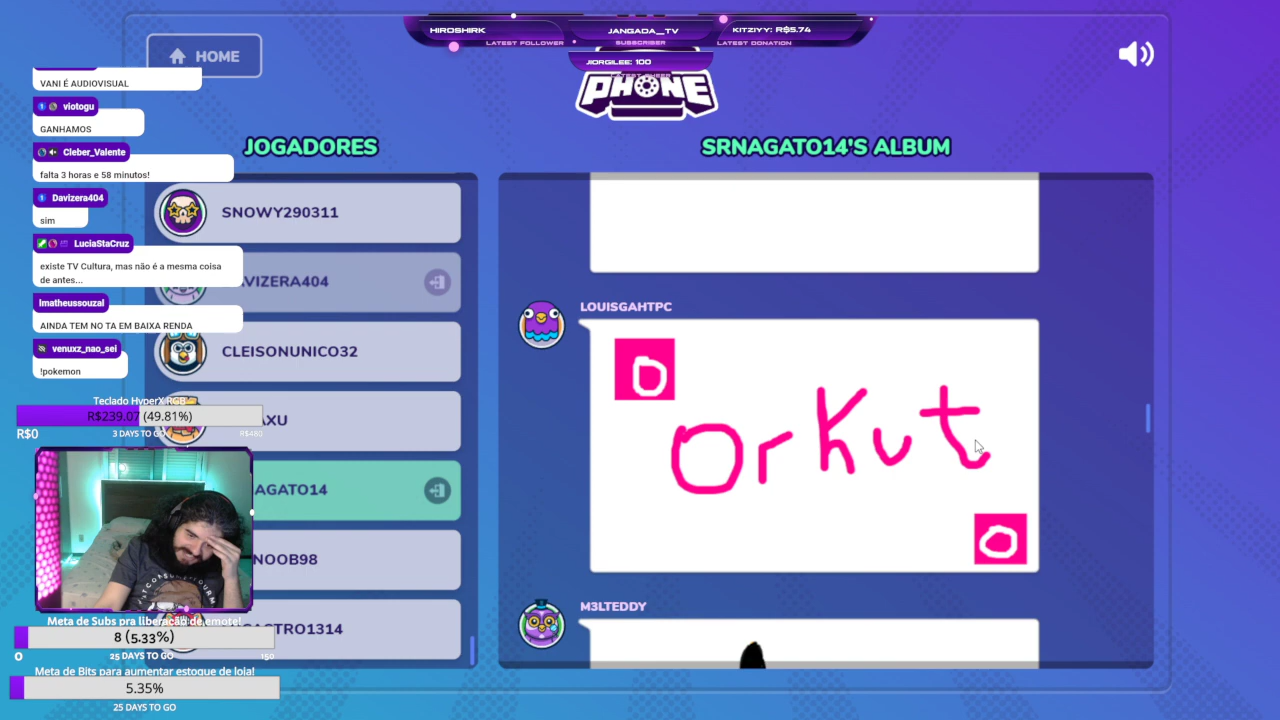 HIROSHIRK
LATEST FOLLOWER
JANGADA__TV
SUBSCRIBER
KITZIYY: R$5.74
LATEST DONATION
JIORGILEE: 100
PHONE
HOME
VANI É AUDIOVISUAL
viotogu
GANHAMOS
Cleber_Valente
falta 3 horas e 58 minutos!
Davizera404
sim
LuciaStaCruz
existe TV Cultura, mas não é a mesma coisa
de antes...
lmatheussouzal
AINDA TEM NO TA EM BAIXA RENDA
venuxz_nao_sei
!pokemon
Teclado HyperX RGB
R$239.07 (49.81%)
R$0
3 DAYS TO GO
R$480
Meta de Subs pra liberação de emote!
8 (5.33%)
0
25 DAYS TO GO
150
Meta de Bits para aumentar estoque de lola!
5.35%
25 DAYS TO GO
JOGADORES
SNOWY290311
AVIZERA404
CLEISONUNICO32
AXU
AGATO14
NOOB98
CASTRO1314
SRNAGATO14'S ALBUM
LOUISGAHTPC
O
Orkut
O
M3LTEDDY